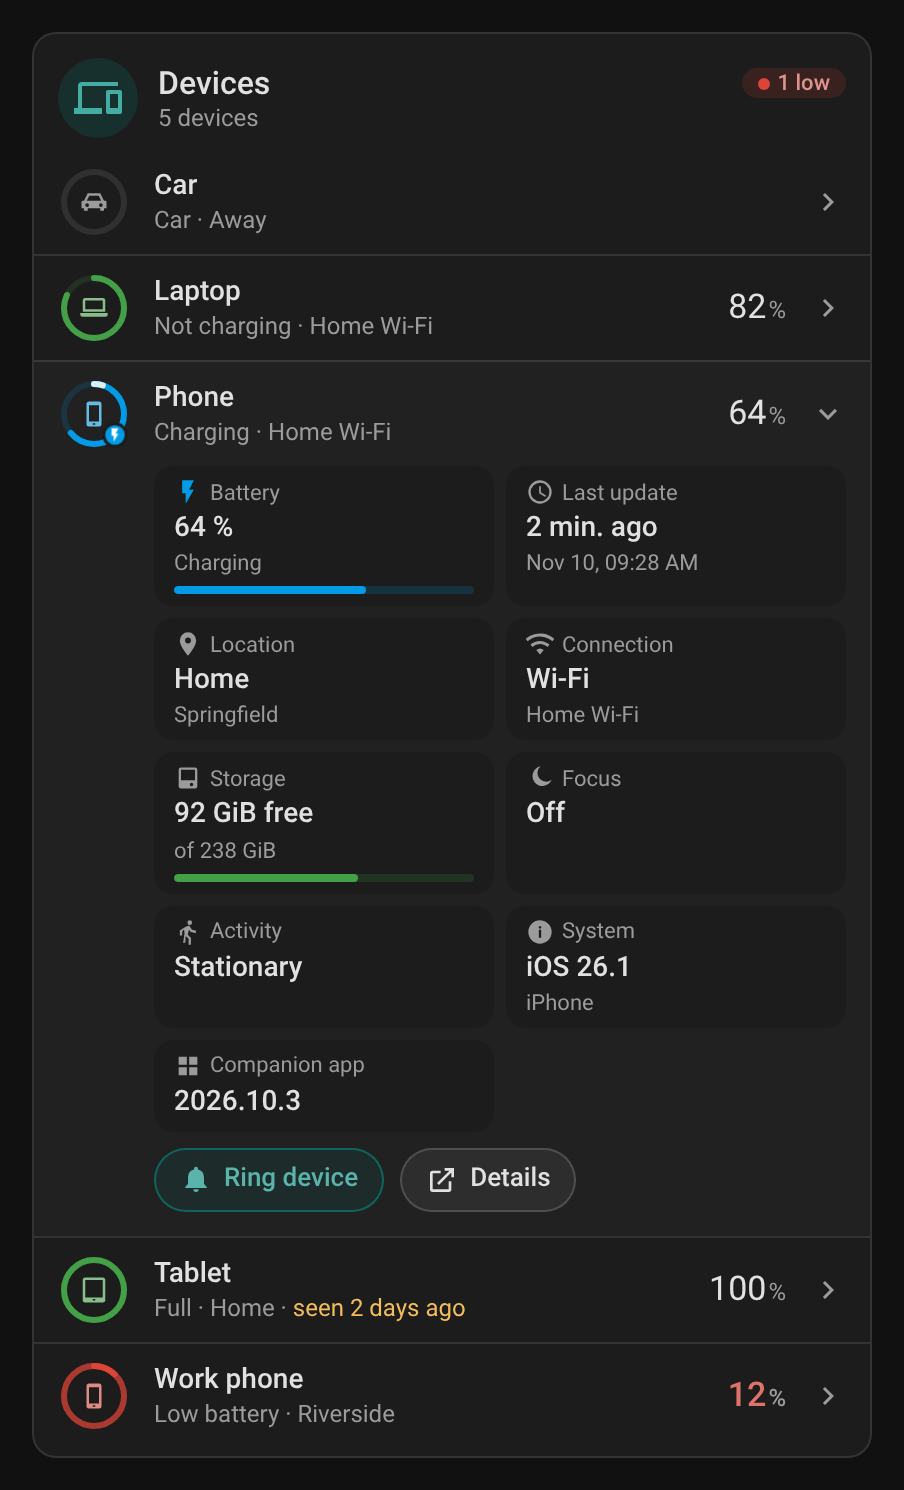 Devices
5 devices
1 low
Car
Car · Away
Laptop
Not charging · Home Wi-Fi
82%
Phone
Charging · Home Wi-Fi
64%
Battery
64 %
Charging
Last update
2 min. ago
Nov 10, 09:28 AM
Location
Home
Springfield
Connection
Wi-Fi
Home Wi-Fi
Storage
92 GiB free
of 238 GiB
Focus
Off
Activity
Stationary
System
iOS 26.1
iPhone
Companion app
2026.10.3
Ring device
Details
Tablet
Full · Home · seen 2 days ago
100%
Work phone
Low battery · Riverside
12%